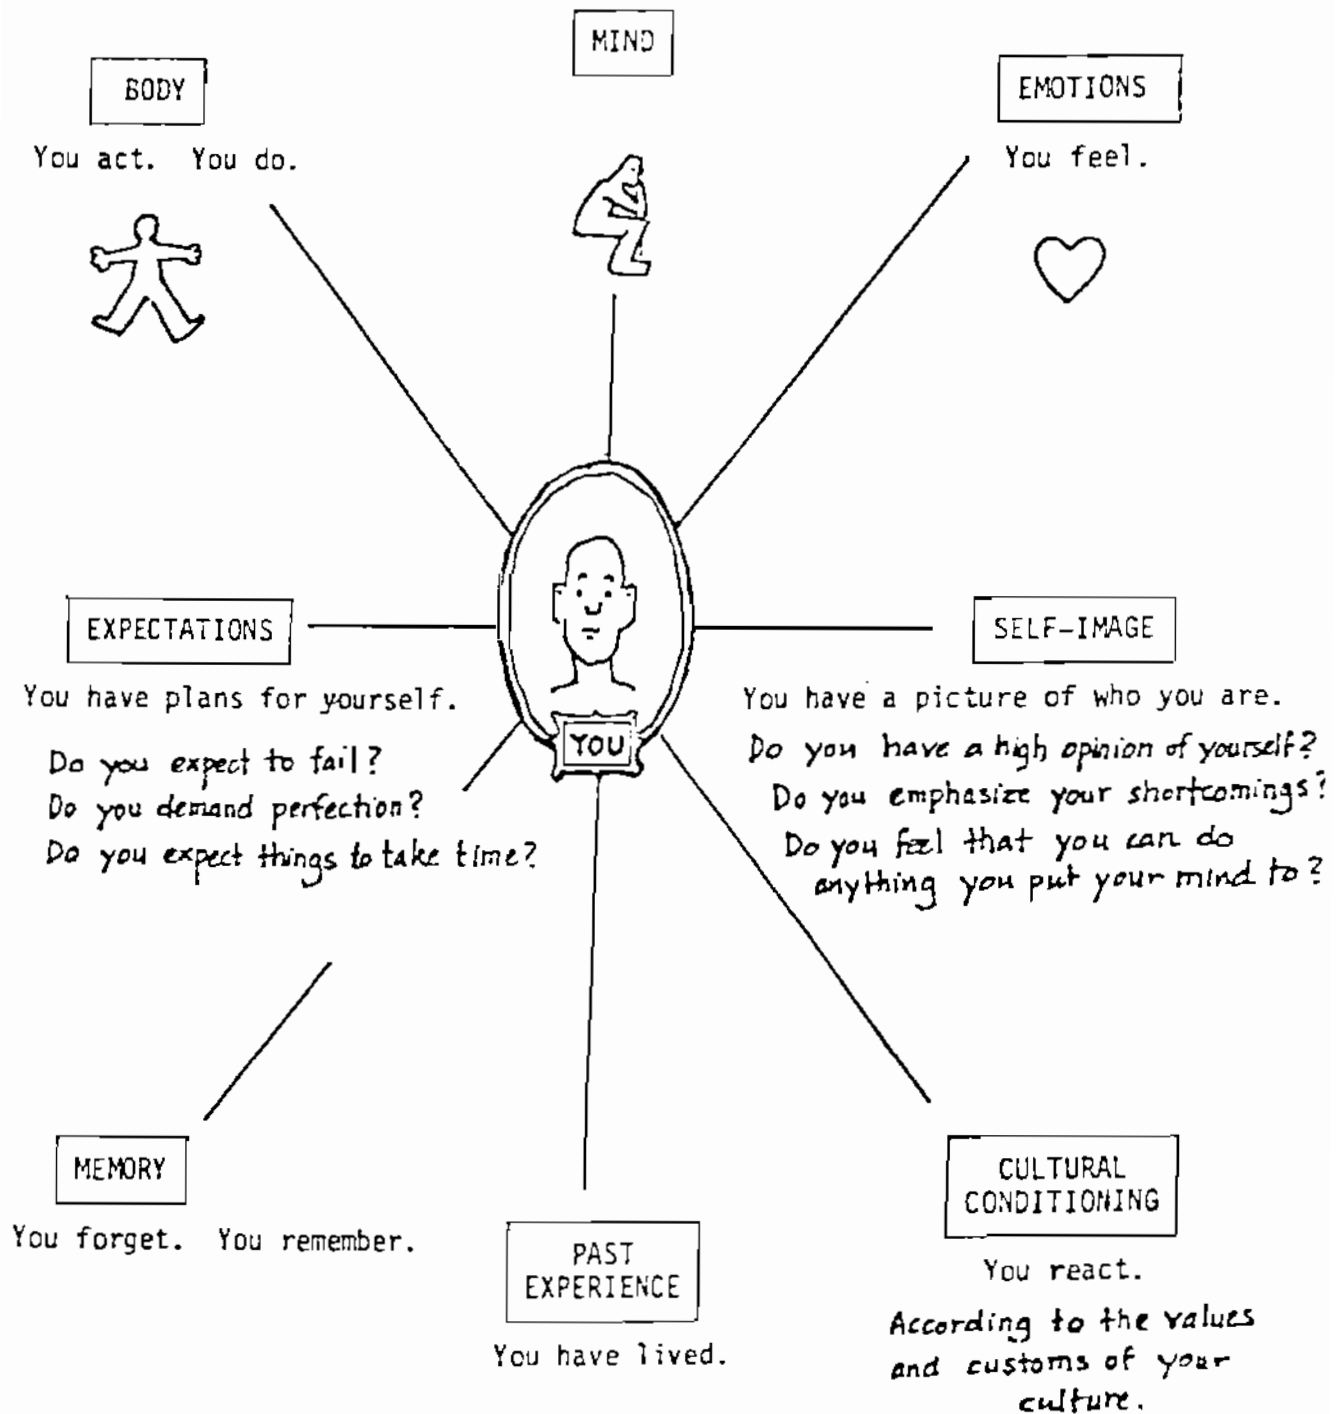 MIND
BODY
You act. You do.
EMOTIONS
You feel.
EXPECTATIONS
You have plans for yourself.
Do you expect to fail?
Do you demand perfection?
Do you expect things to take time?
YOU
SELF-IMAGE
You have a picture of who you are.
Do you have a high opinion of yourself?
Do you emphasize your shortcomings?
Do you feel that you can do
anything you put your mind to?
MEMORY
You forget. You remember.
PAST
EXPERIENCE
You have lived.
CULTURAL
CONDITIONING
You react.
According to the values
and customs of your
culture.